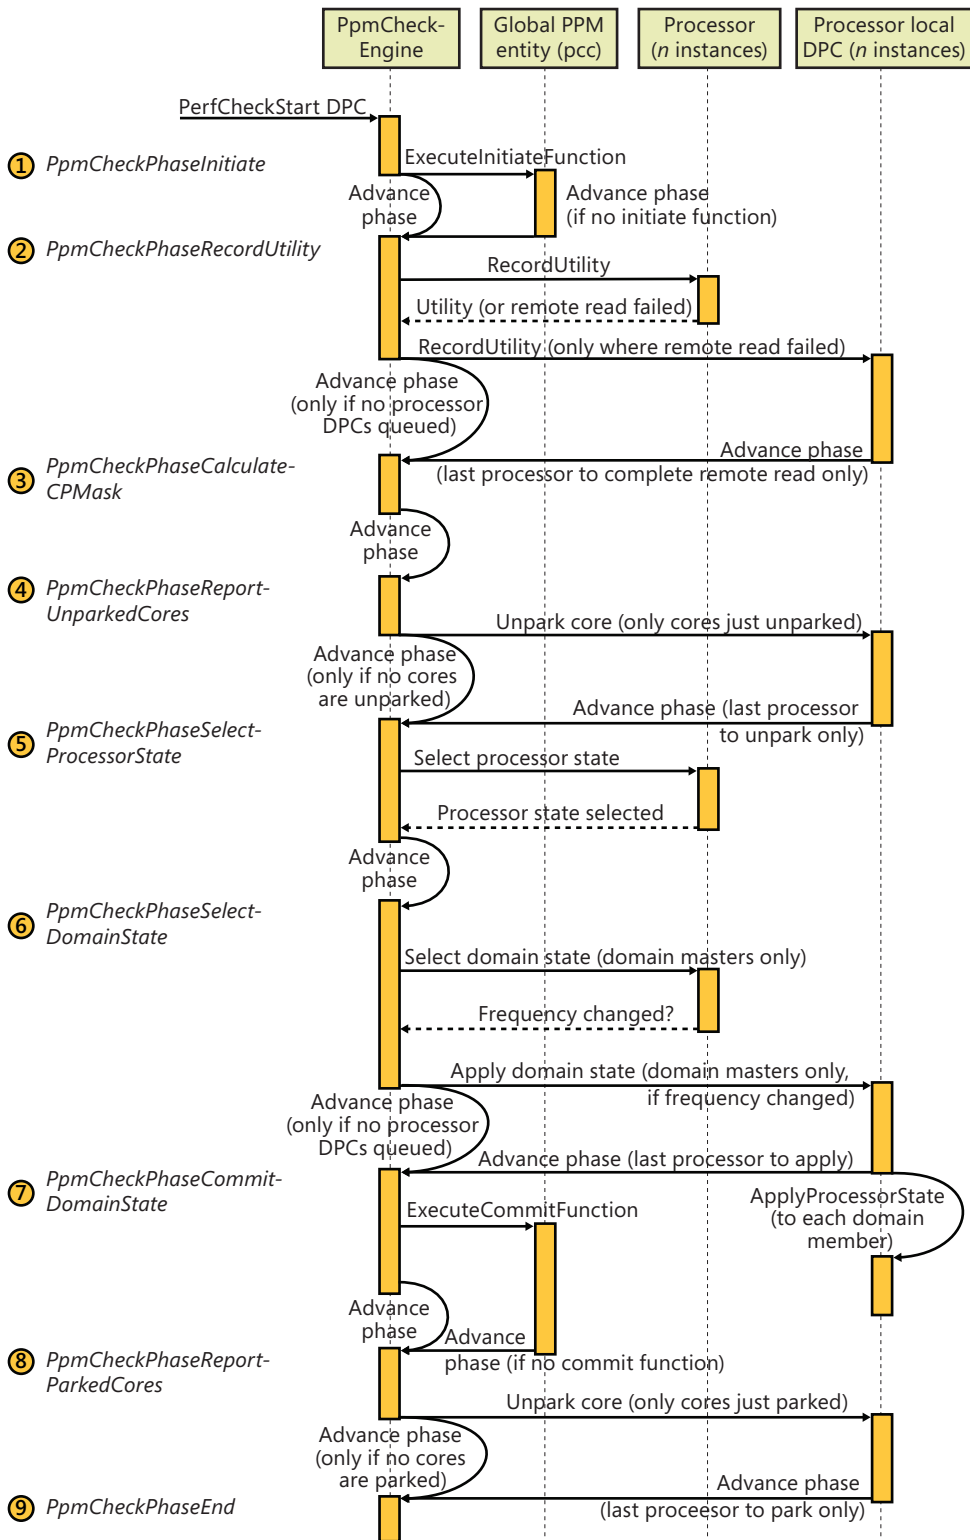 PpmCheck-
Engine
Global PPM
entity (pcc)
Processor
(n instances)
Processor local
DPC (n instances)
PerfCheckStart DPC
1 PpmCheckPhaseInitiate
ExecuteInitiateFunction
Advance
phase
Advance phase
(if no initiate function)
2 PpmCheckPhaseRecordUtility
RecordUtility
Utility (or remote read failed)
RecordUtility (only where remote read failed)
Advance phase
(only if no processor
DPCs queued)
Advance phase
(last processor to complete remote read only)
3 PpmCheckPhaseCalculate-
CPMask
Advance
phase
4 PpmCheckPhaseReport-
UnparkedCores
Unpark core (only cores just unparked)
Advance phase
(only if no cores
are unparked)
Advance phase (last processor
to unpark only)
5 PpmCheckPhaseSelect-
ProcessorState
Select processor state
Processor state selected
Advance
phase
6 PpmCheckPhaseSelect-
DomainState
Select domain state (domain masters only)
Frequency changed?
Apply domain state (domain masters only,
if frequency changed)
Advance phase
(only if no processor
DPCs queued)
Advance phase (last processor to apply)
7 PpmCheckPhaseCommit-
DomainState
ApplyProcessorState
(to each domain
member)
ExecuteCommitFunction
Advance
phase
Advance
phase (if no commit function)
8 PpmCheckPhaseReport-
ParkedCores
Unpark core (only cores just parked)
Advance phase
(only if no cores
are parked)
Advance phase
(last proceesor to park only)
9 PpmCheckPhaseEnd